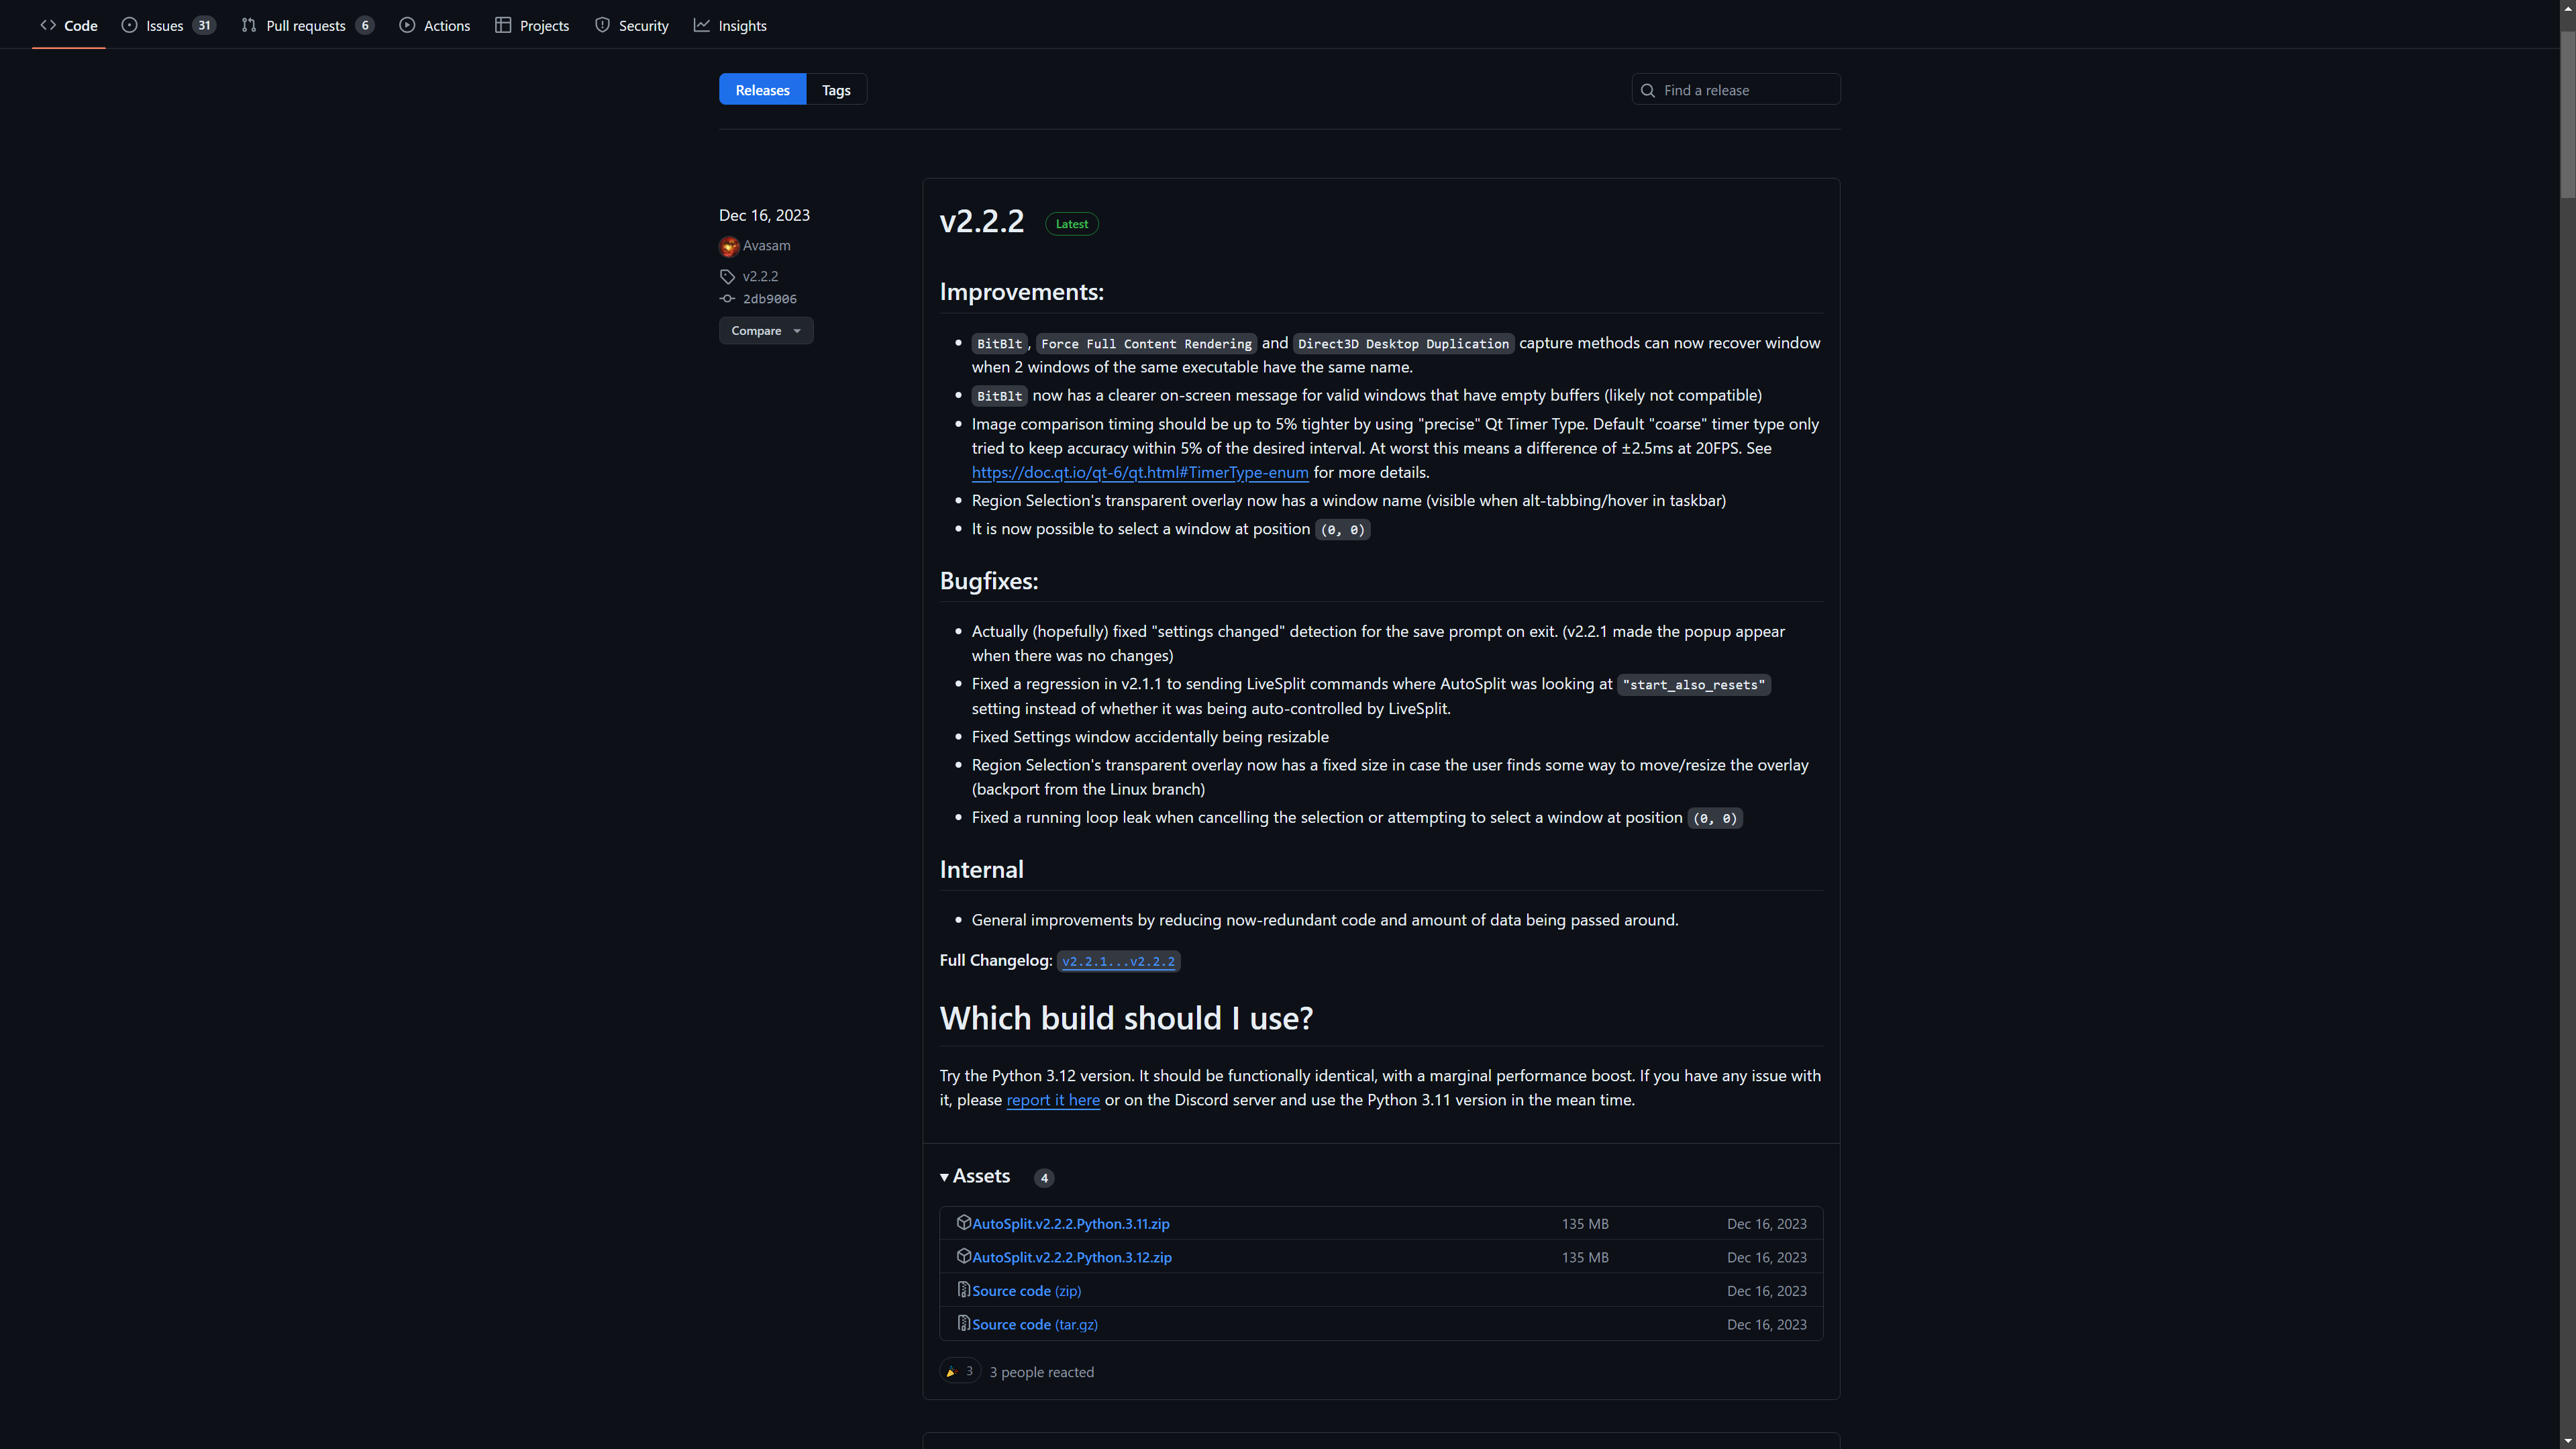 Code Issues 31 Pull requests 6 Actions Projects Security Insights
Releases Tags Find a release
Dec 16, 2023
Avasam
v2.2.2
2db9006
Compare
v2.2.2 Latest
Improvements:
BitBlt, Force Full Content Rendering and Direct3D Desktop Duplication capture methods can now recover window
when 2 windows of the same executable have the same name.
BitBlt now has a clearer on-screen message for valid windows that have empty buffers (likely not compatible)
Image comparison timing should be up to 5% tighter by using "precise" Qt Timer Type. Default "coarse" timer type only
tried to keep accuracy within 5% of the desired interval. At worst this means a difference of ±2.5ms at 20FPS. See
https://doc.qt.io/qt-6/qt.html#TimerType-enum for more details.
Region Selection's transparent overlay now has a window name (visible when alt-tabbing/hover in taskbar)
It is now possible to select a window at position (0, 0)
Bugfixes:
Actually (hopefully) fixed "settings changed" detection for the save prompt on exit. (v2.2.1 made the popup appear
when there was no changes)
Fixed a regression in v2.1.1 to sending LiveSplit commands where AutoSplit was looking at "start_also_resets"
setting instead of whether it was being auto-controlled by LiveSplit.
Fixed Settings window accidentally being resizable
Region Selection's transparent overlay now has a fixed size in case the user finds some way to move/resize the overlay
(backport from the Linux branch)
Fixed a running loop leak when cancelling the selection or attempting to select a window at position (0, 0)
Internal
General improvements by reducing now-redundant code and amount of data being passed around.
Full Changelog: v2.2.1...v2.2.2
Which build should I use?
Try the Python 3.12 version. It should be functionally identical, with a marginal performance boost. If you have any issue with
it, please report it here or on the Discord server and use the Python 3.11 version in the mean time.
Assets 4
AutoSplit.v2.2.2.Python.3.11.zip 135 MB Dec 16, 2023
AutoSplit.v2.2.2.Python.3.12.zip 135 MB Dec 16, 2023
Source code (zip) Dec 16, 2023
Source code (tar.gz) Dec 16, 2023
3 3 people reacted